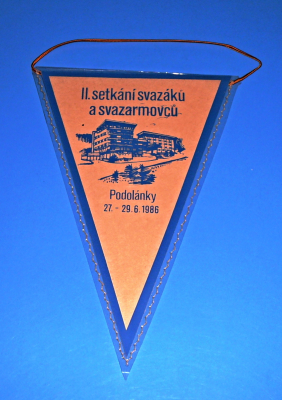 II. setkání svazáků
a svazarmovců
Podolánky
27. - 29. 6. 1986